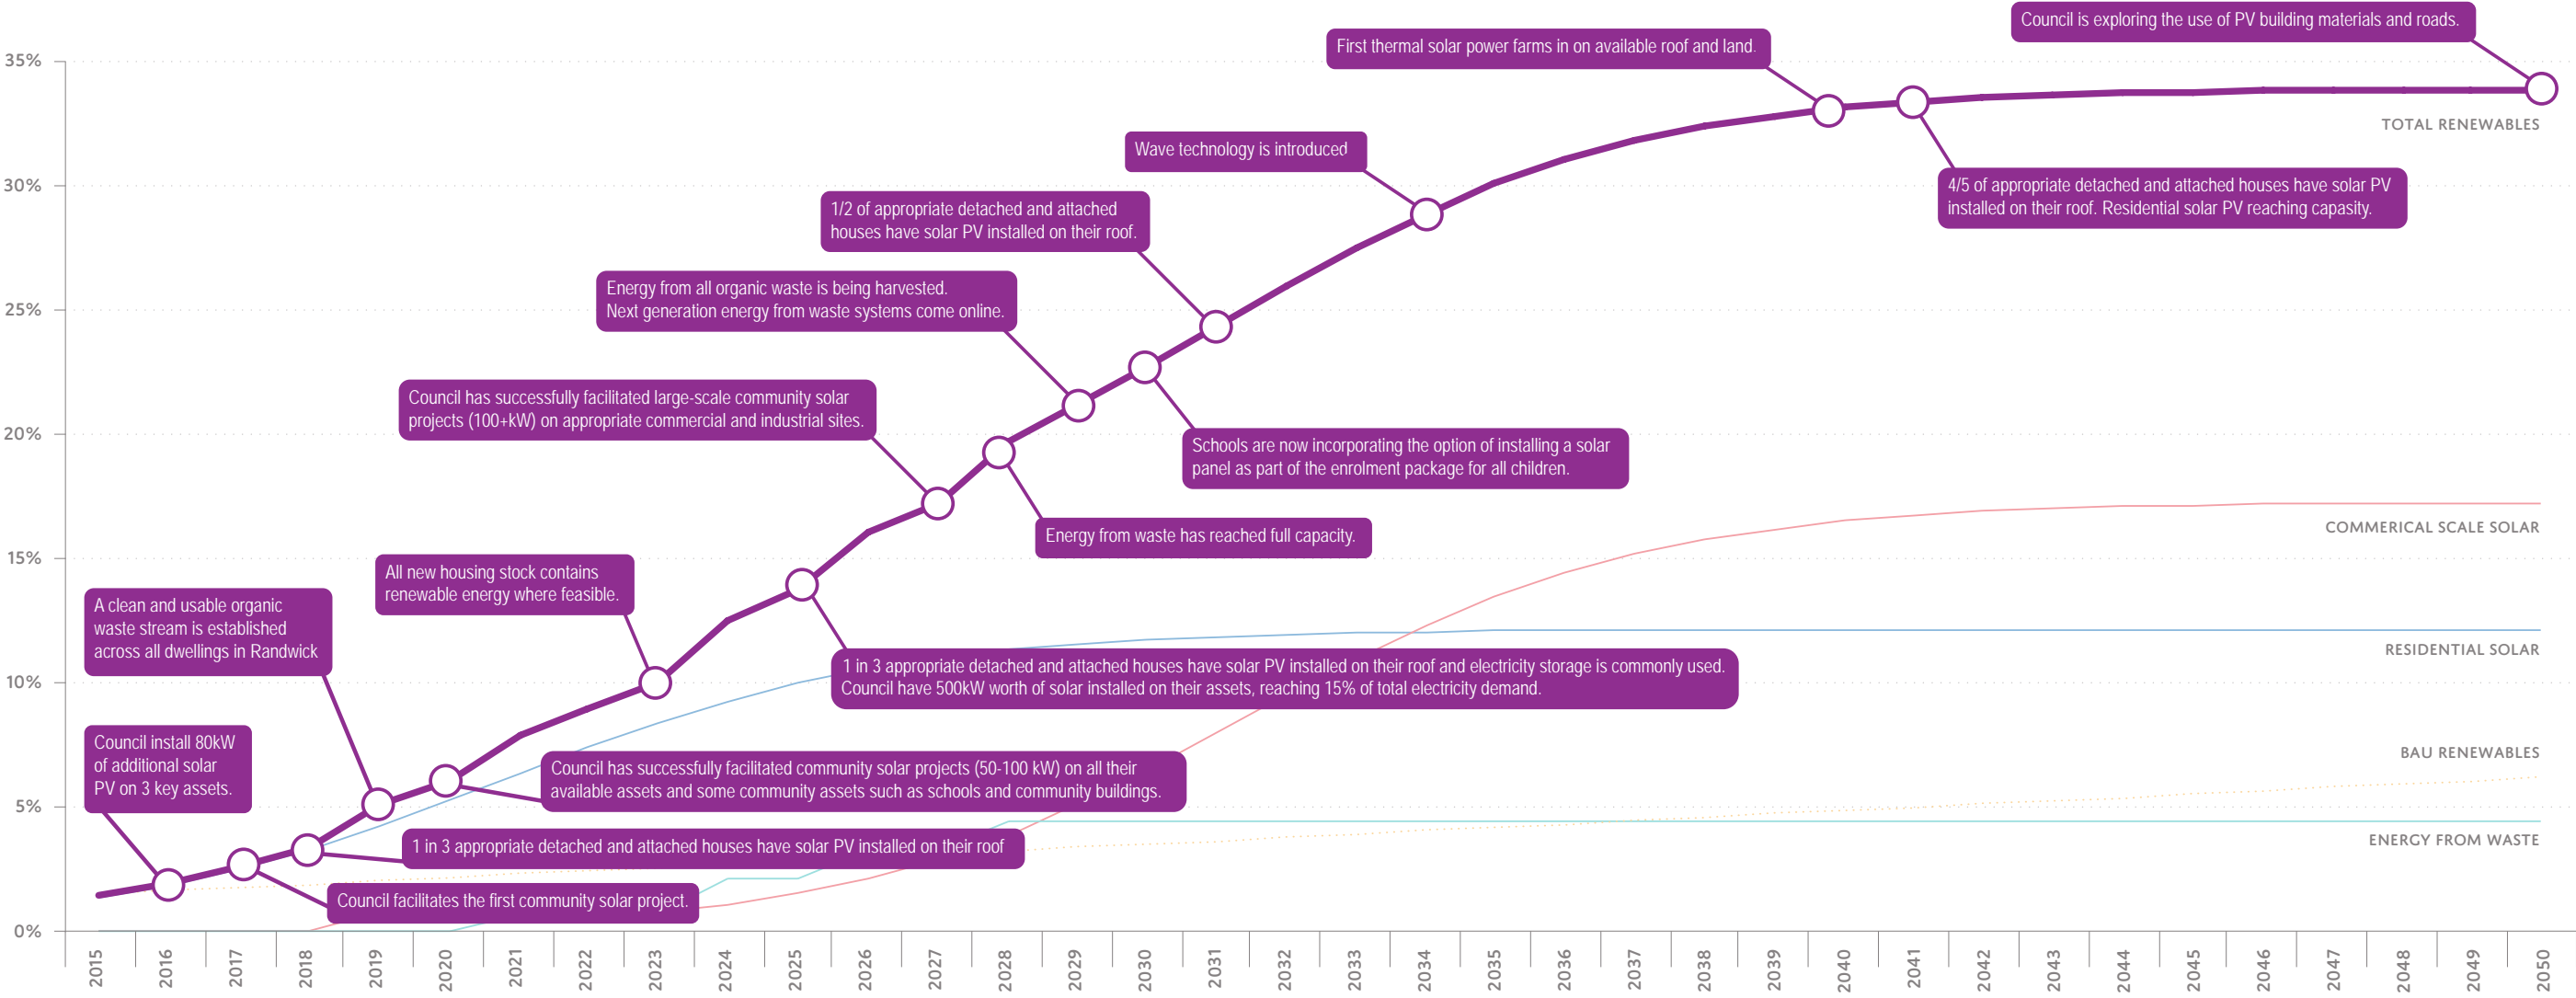 Council is exploring the use of PV building materials and roads.
First thermal solar power farms in on available roof and land.
35%
TOTAL RENEWABLES
Wave technology is introduced
30%
4/5 of appropriate detached and attached houses have solar PV
installed on their roof. Residential solar PV reaching capasity.
1/2 of appropriate detached and attached
houses have solar PV installed on their roof.
Energy from all organic waste is being harvested.
Next generation energy from waste systems come online.
25%
Council has successfully facilitated large-scale community solar
projects (100+kW) on appropriate commercial and industrial sites.
20%
Schools are now incorporating the option of installing a solar
panel as part of the enrolment package for all children.
Energy from waste has reached full capacity.
COMMERICAL SCALE SOLAR
15%
All new housing stock contains
renewable energy where feasible.
A clean and usable organic
waste stream is established
across all dwellings in Randwick
RESIDENTIAL SOLAR
1 in 3 appropriate detached and attached houses have solar PV installed on their roof and electricity storage is commonly used.
Council have 500kW worth of solar installed on their assets, reaching 15% of total electricity demand.
10%
Council install 80kW
of additional solar
PV on 3 key assets.
BAU RENEWABLES
Council has successfully facilitated community solar projects (50-100 kW) on all their
available assets and some community assets such as schools and community buildings.
5%
ENERGY FROM WASTE
1 in 3 appropriate detached and attached houses have solar PV installed on their roof
Council facilitates the first community solar project.
0%
2015
2016
2017
2018
2019
2020
2021
2022
2023
2024
2025
2026
2027
2028
2029
2030
2031
2032
2033
2034
2035
2036
2037
2038
2039
2040
2041
2042
2043
2044
2045
2046
2047
2048
2049
2050